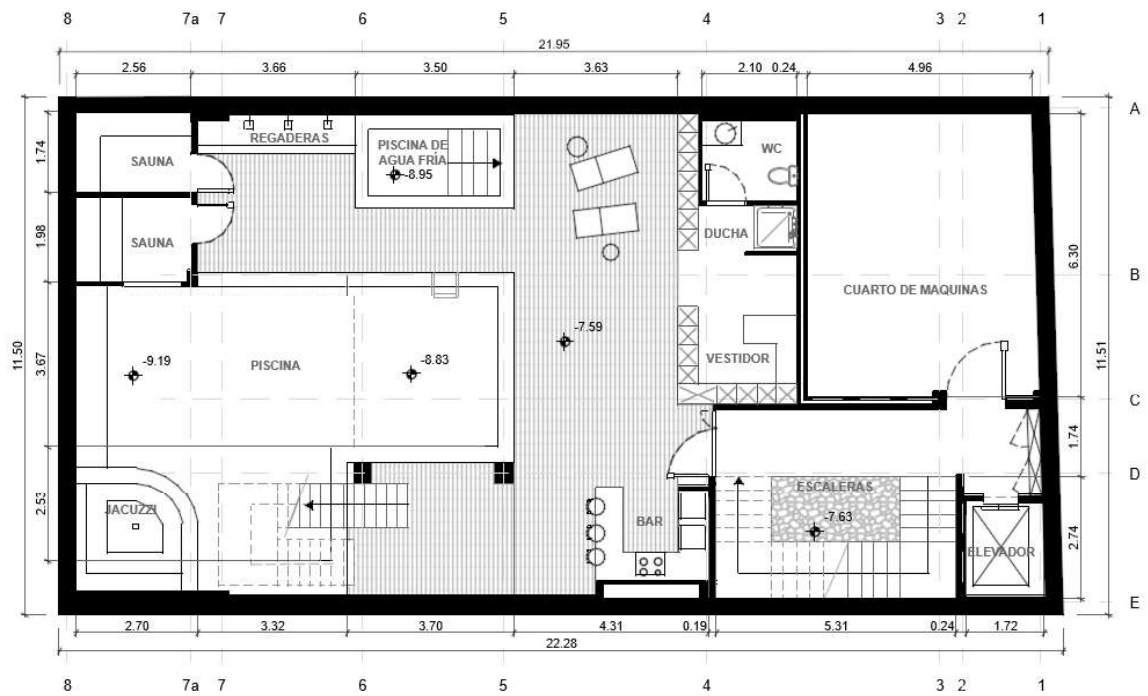 8 7a 7 6 5 4 3 2 1
21.95
2.56 3.66 3.50 3.63 2.10 0.24 4.96
A
REGADERAS
PISCINA DE
AGUA FRÍA
-8.95
WC
1.74
SAUNA
1.98
SAUNA
DUCHA
6.30
B
CUARTO DE MAQUINAS
-7.59
11.50
3.67
-9.19
PISCINA
-8.83
VESTIDOR
11.51
C
1.74
D
2.53
JACUZZI
ESCALERAS
BAR
-7.63
2.74
ELEVADOR
E
2.70 3.32 3.70 4.31 0.19 5.31 0.24 1.72
22.28
8 7a 7 6 5 4 3 2 1